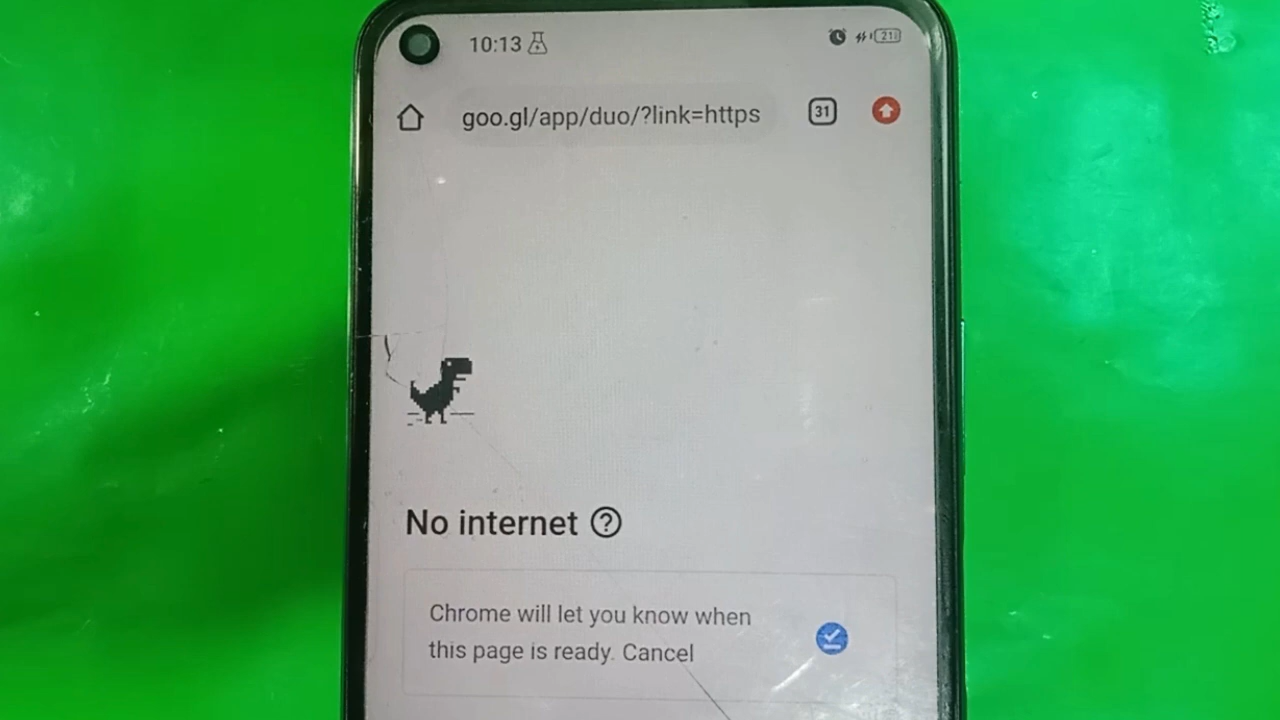 10:13
21
goo.gl/app/duo/?link=https
31
No internet
Chrome will let you know when
this page is ready. Cancel